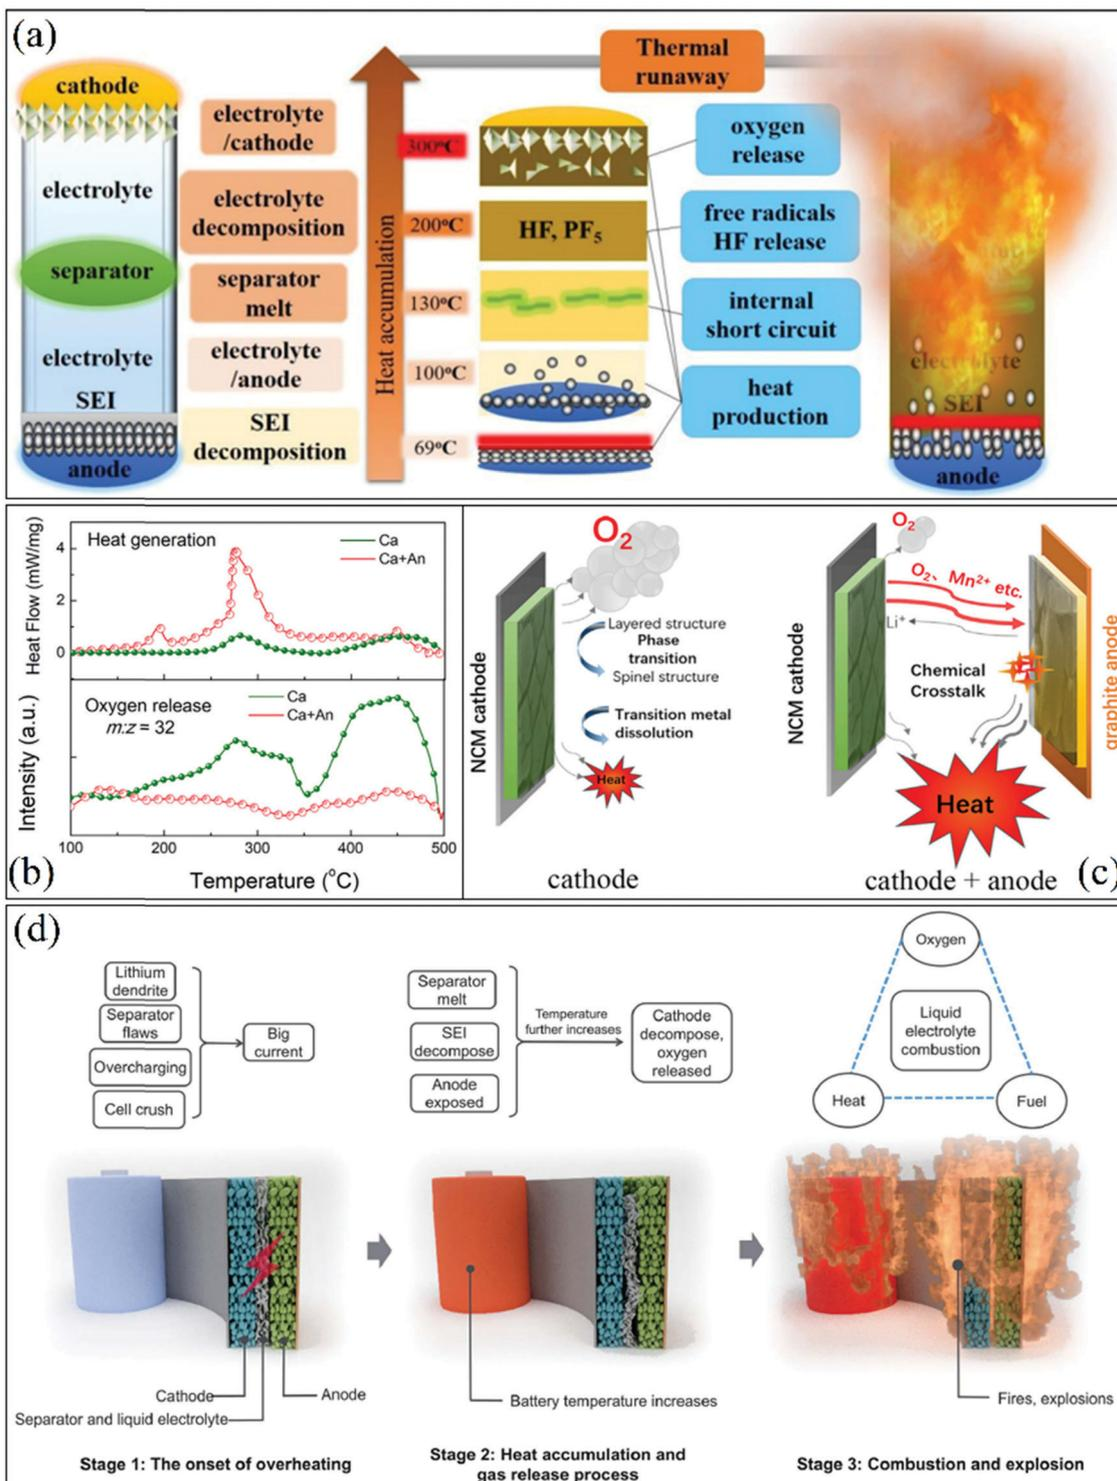 (a)
cathode
electrolyte
separator
electrolyte
SEI
anode
electrolyte
/cathode
electrolyte
decomposition
separator
melt
electrolyte
/anode
SEI
decomposition
Heat accumulation
Thermal
runaway
300°C
200°C
130°C
100°C
69°C
HF, PF5
oxygen
release
free radicals
HF release
internal
short circuit
heat
production
electrolyte
SEI
anode
(b)
Heat Flow (mW/mg)
4
2
0
Heat generation
Ca
Ca+An
Intensity (a.u.)
Oxygen release
m:z = 32
Ca
Ca+An
100 200 300 400 500
Temperature (°C)
NCM cathode
O2
Layered structure
Phase
transition
Spinel structure
Transition metal
dissolution
Heat
cathode
NCM cathode
O2
O2、Mn2+ etc.
Li+
Chemical
Crosstalk
graphite anode
Heat
cathode + anode
(c)
(d)
Lithium
dendrite
Separator
flaws
Overcharging
Cell crush
Big
current
Separator
melt
SEI
decompose
Anode
exposed
Temperature
further increases
Cathode
decompose,
oxygen
released
Oxygen
Liquid
electrolyte
combustion
Heat
Fuel
Cathode
Anode
Separator and liquid electrolyte
Battery temperature increases
Fires, explosions
Stage 1: The onset of overheating
Stage 2: Heat accumulation and
gas release process
Stage 3: Combustion and explosion